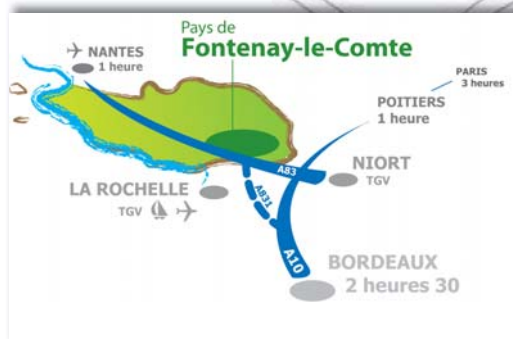 Pays de
Fontenay-le-Comte
NANTES
1 heure
PARIS
3 heures
POITIERS
1 heure
A83
NIORT
TGV
LA ROCHELLE
TGV
A831
A10
BORDEAUX
2 heures 30